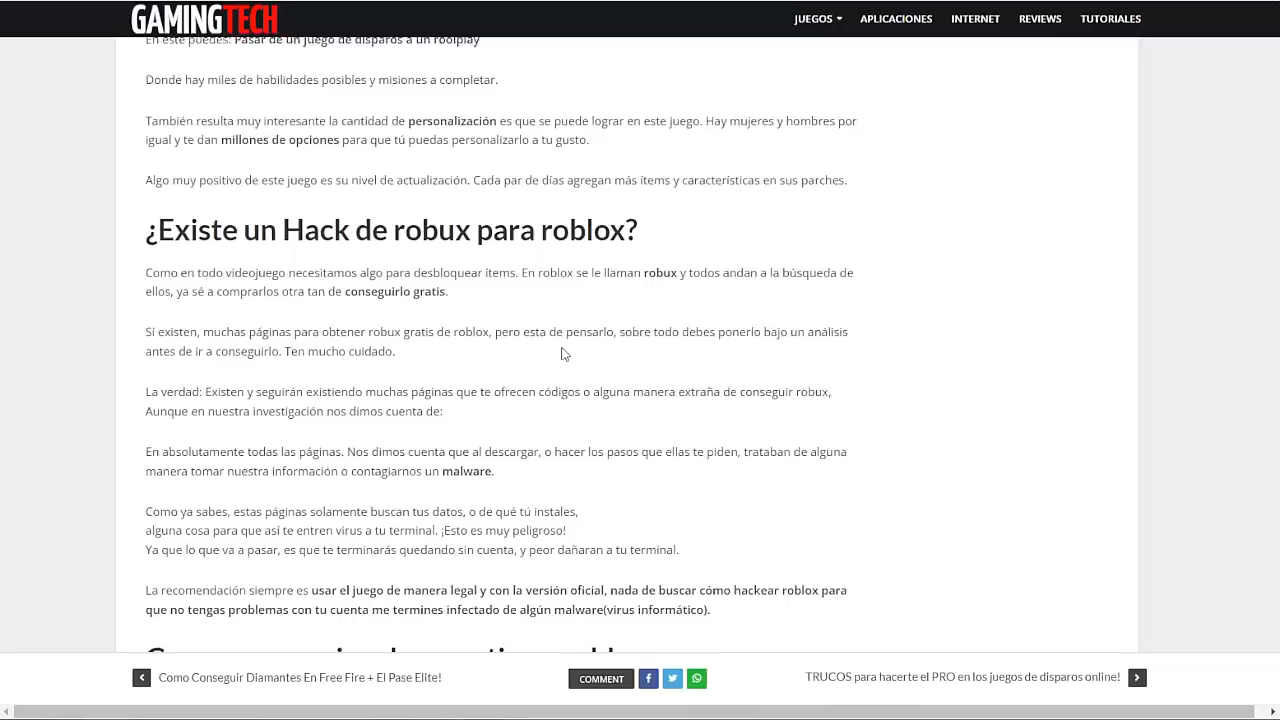 GAMINGTECH
JUEGOS
APLICACIONES
INTERNET
REVIEWS
TUTORIALES
En este puedes: Pasar de un juego de disparos a un roolplay
Donde hay miles de habilidades posibles y misiones a completar.
También resulta muy interesante la cantidad de personalización es que se puede lograr en este juego. Hay mujeres y hombres por
igual y te dan millones de opciones para que tú puedas personalizarlo a tu gusto.
Algo muy positivo de este juego es su nivel de actualización. Cada par de días agregan más ítems y características en sus parches.
¿Existe un Hack de robux para roblox?
Como en todo videojuego necesitamos algo para desbloquear ítems. En roblox se le llaman robux y todos andan a la búsqueda de
ellos, ya sé a comprarlos otra tan de conseguirlo gratis.
Sí existen, muchas páginas para obtener robux gratis de roblox, pero esta de pensarlo, sobre todo debes ponerlo bajo un análisis
antes de ir a conseguirlo. Ten mucho cuidado.
La verdad: Existen y seguirán existiendo muchas páginas que te ofrecen códigos o alguna manera extraña de conseguir robux,
Aunque en nuestra investigación nos dimos cuenta de:
En absolutamente todas las páginas. Nos dimos cuenta que al descargar, o hacer los pasos que ellas te piden, trataban de alguna
manera tomar nuestra información o contagiarnos un malware.
Como ya sabes, estas páginas solamente buscan tus datos, o de qué tú instales,
alguna cosa para que así te entren virus a tu terminal. ¡Esto es muy peligroso!
Ya que lo que va a pasar, es que te terminarás quedando sin cuenta, y peor dañaran a tu terminal.
La recomendación siempre es usar el juego de manera legal y con la versión oficial, nada de buscar cómo hackear roblox para
que no tengas problemas con tu cuenta me termines infectado de algún malware(virus informático).
Como Conseguir Diamantes En Free Fire + El Pase Elite!
COMMENT
TRUCOS para hacerte el PRO en los juegos de disparos online!